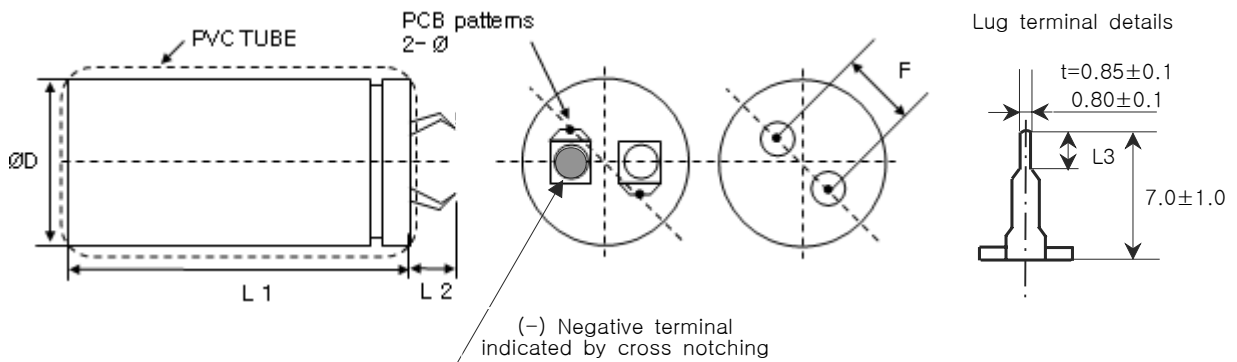 PVC TUBE
PCB patterns
2- Ø
Lug terminal details
F
t=0.85±0.1
0.80±0.1
ØD
L3
7.0±1.0
L 1
L 2
(-) Negative terminal
indicated by cross notching